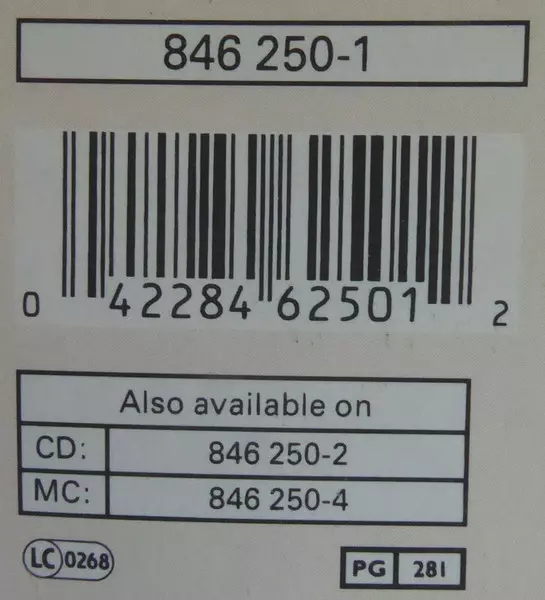 846 250-1
0 42284 62501 2
Also available on
CD: 846 250-2
MC: 846 250-4
LC 0268
PG 281